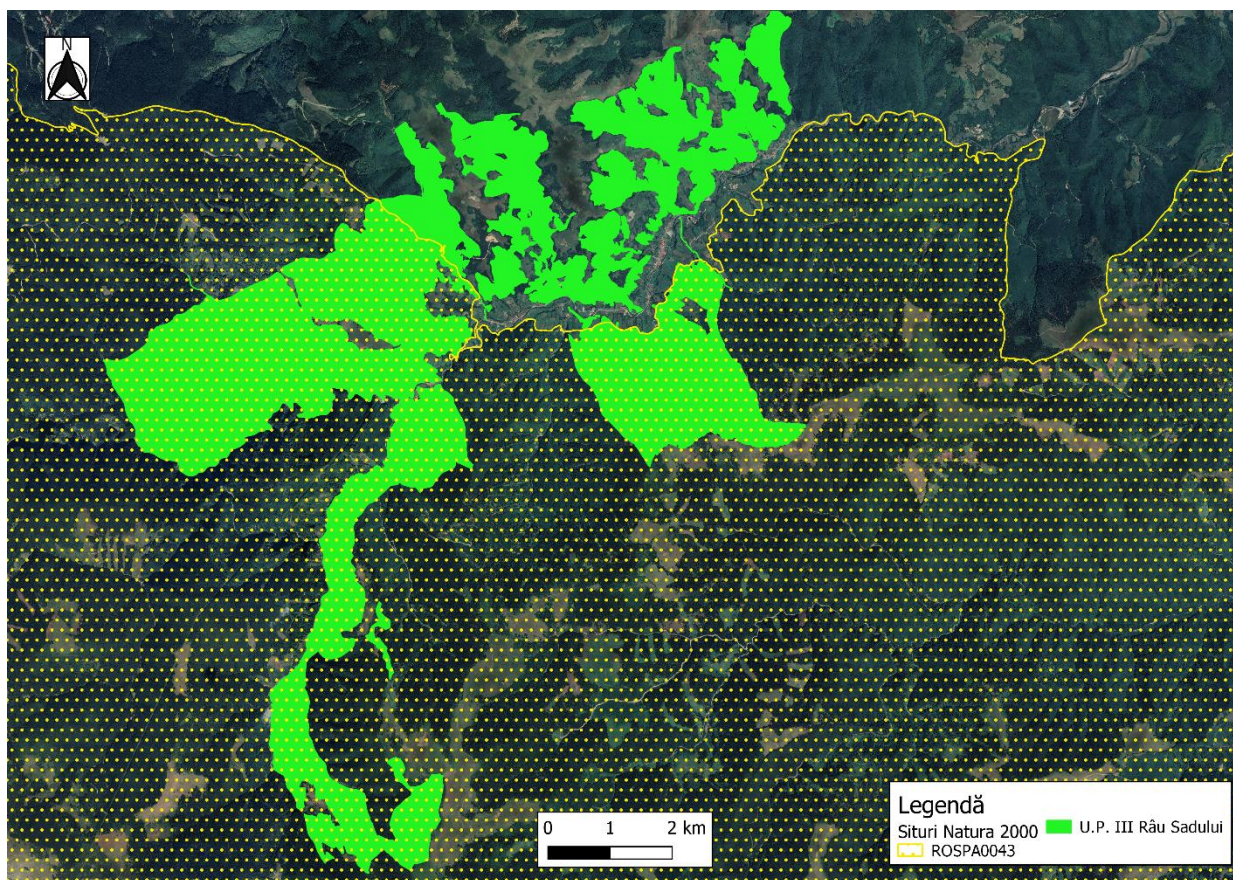 N
0 1 2 km
Legendă
Situri Natura 2000
ROSPA0043
U.P. III Râu Sadului